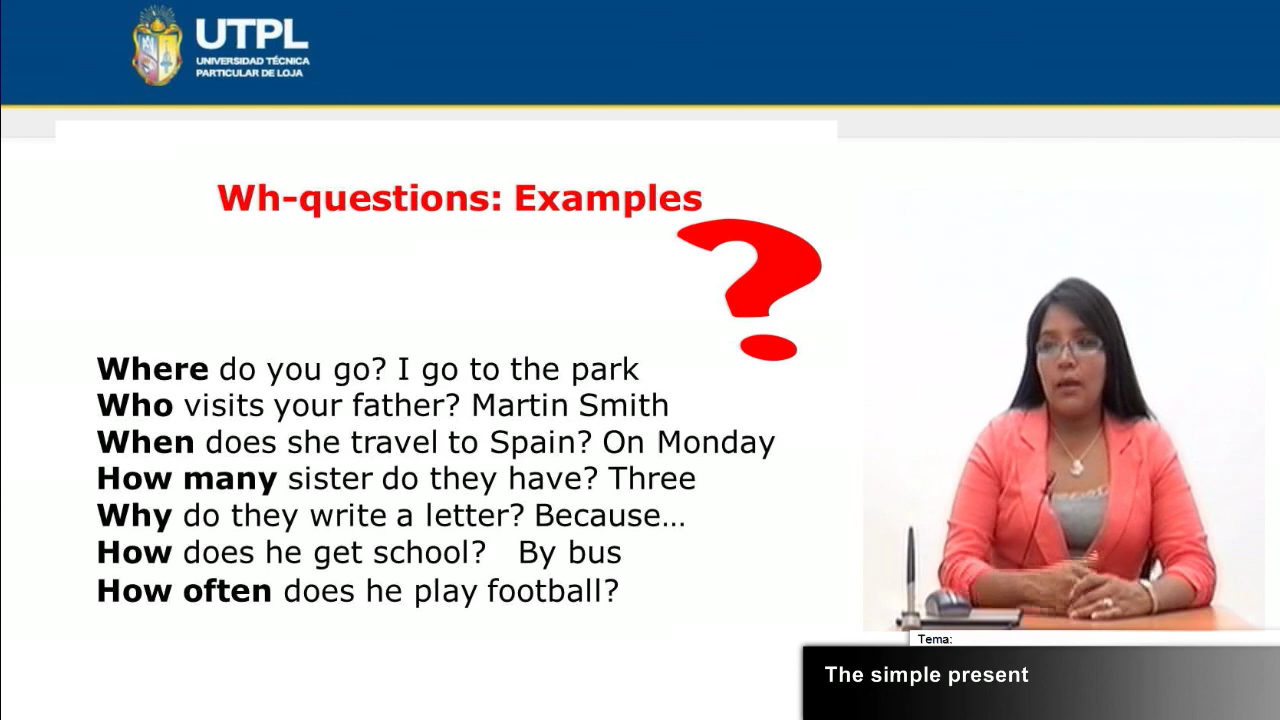 UTPL
UNIVERSIDAD TÉCNICA
PARTICULAR DE LOJA
Wh-questions: Examples
?
Where do you go? I go to the park
Who visits your father? Martin Smith
When does she travel to Spain? On Monday
How many sister do they have? Three
Why do they write a letter? Because...
How does he get school? By bus
How often does he play football?
Tema:
The simple present